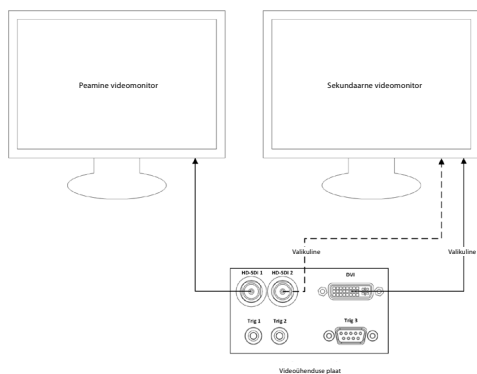 Peamine videomonitor
Sekundaarne videomonitor
Valikuline
Valikuline
HD-SDI 1
HD-SDI 2
DUI
Trig 1
Trig 2
Trig 3
Videoühenduse plaat